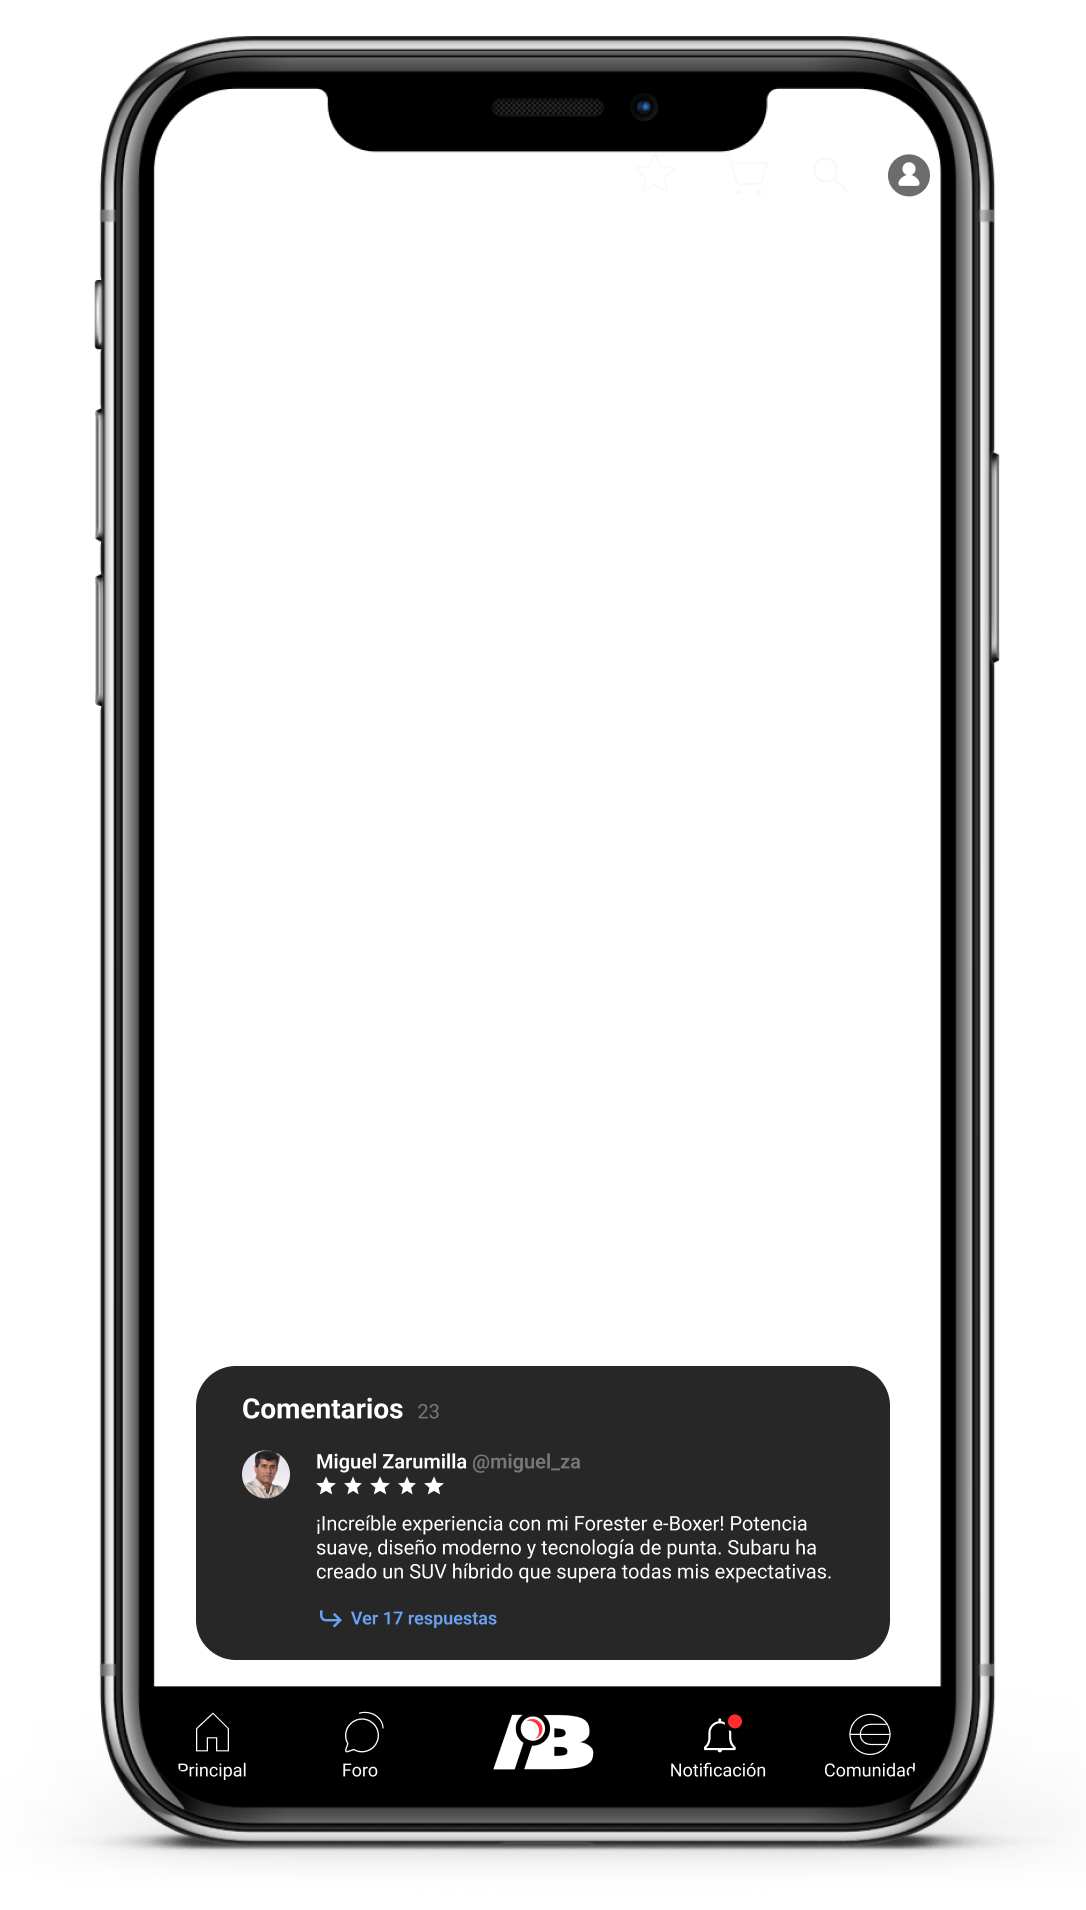 Comentarios 23
Miguel Zarumilla @miguel_za
¡Increíble experiencia con mi Forester e-Boxer! Potencia
suave, diseño moderno y tecnología de punta. Subaru ha
creado un SUV híbrido que supera todas mis expectativas.
Ver 17 respuestas
Principal Foro PB Notificación Comunidad